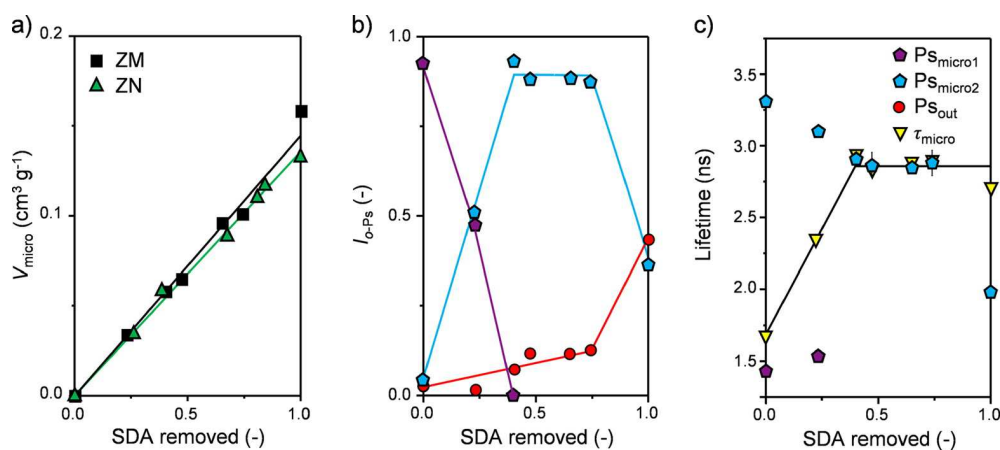 a)
ZM
ZN
0.2
0.1
0.0
V_micro (cm³ g⁻¹)
0.0 0.5 1.0
SDA removed (-)
b)
1.0
0.5
0.0
I_o-Ps (-)
0.0 0.5 1.0
SDA removed (-)
c)
Ps_micro1
Ps_micro2
Ps_out
τ_micro
3.5
3.0
2.5
2.0
1.5
Lifetime (ns)
0.0 0.5 1.0
SDA removed (-)